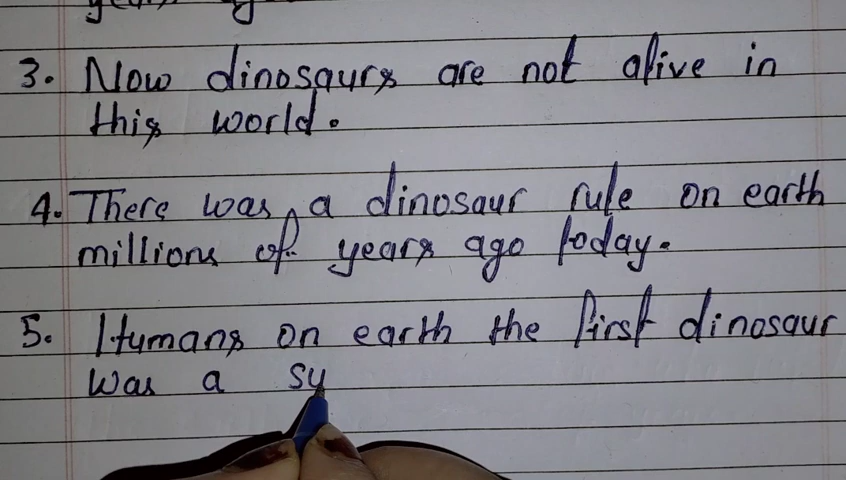 3. Now dinosaurs are not alive in
this world.
4. There was a dinosaur rule on earth
millions of years ago today.
5. Humans on earth the first dinosaur
was a su